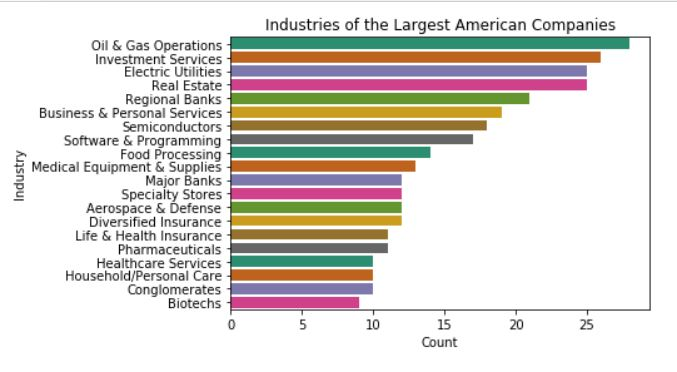 Industries of the Largest American Companies
Oil & Gas Operations
Investment Services
Electric Utilities
Real Estate
Regional Banks
Business & Personal Services
Semiconductors
Software & Programming
Food Processing
Medical Equipment & Supplies
Major Banks
Specialty Stores
Aerospace & Defense
Diversified Insurance
Life & Health Insurance
Pharmaceuticals
Healthcare Services
Household/Personal Care
Conglomerates
Biotechs
Industry
0 5 10 15 20 25
Count